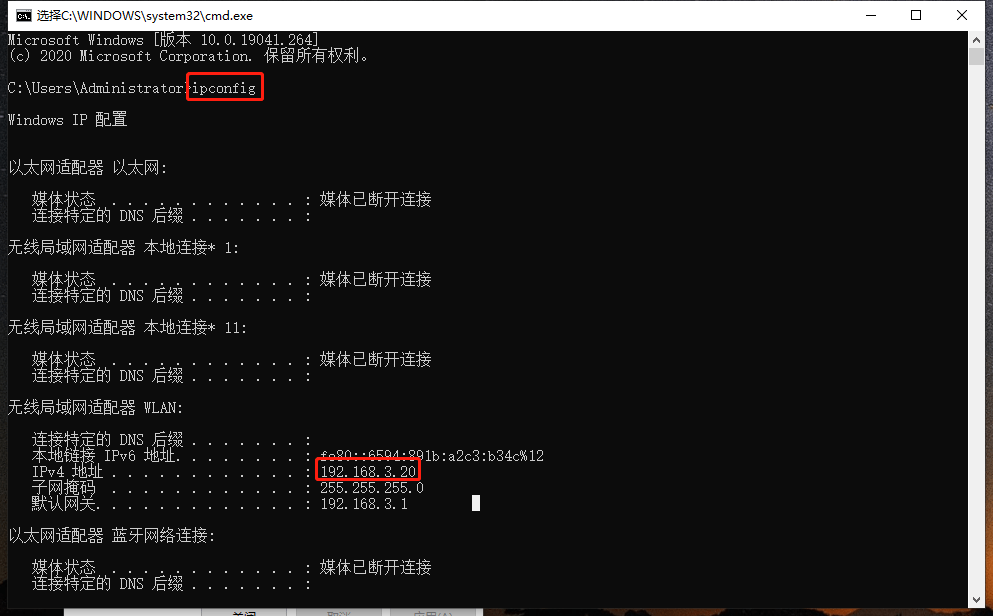 选择C:\WINDOWS\system32\cmd.exe
Microsoft Windows [版本 10.0.19041.264]
(c) 2020 Microsoft Corporation. 保留所有权利。
C:\Users\Administrator>ipconfig
Windows IP 配置
以太网适配器 以太网:
媒体状态 . . . . . . . . . . . . : 媒体已断开连接
连接特定的 DNS 后缀 . . . . . . . :
无线局域网适配器 本地连接* 1:
媒体状态 . . . . . . . . . . . . : 媒体已断开连接
连接特定的 DNS 后缀 . . . . . . . :
无线局域网适配器 本地连接* 11:
媒体状态 . . . . . . . . . . . . : 媒体已断开连接
连接特定的 DNS 后缀 . . . . . . . :
无线局域网适配器 WLAN:
连接特定的 DNS 后缀 . . . . . . . :
本地链接 IPv6 地址. . . . . . . . : fe80::6594:891b:a2c3:b34c%12
IPv4 地址 . . . . . . . . . . . . : 192.168.3.20
子网掩码 . . . . . . . . . . . . : 255.255.255.0
默认网关. . . . . . . . . . . . . : 192.168.3.1
以太网适配器 蓝牙网络连接:
媒体状态 . . . . . . . . . . . . : 媒体已断开连接
连接特定的 DNS 后缀 . . . . . . . :